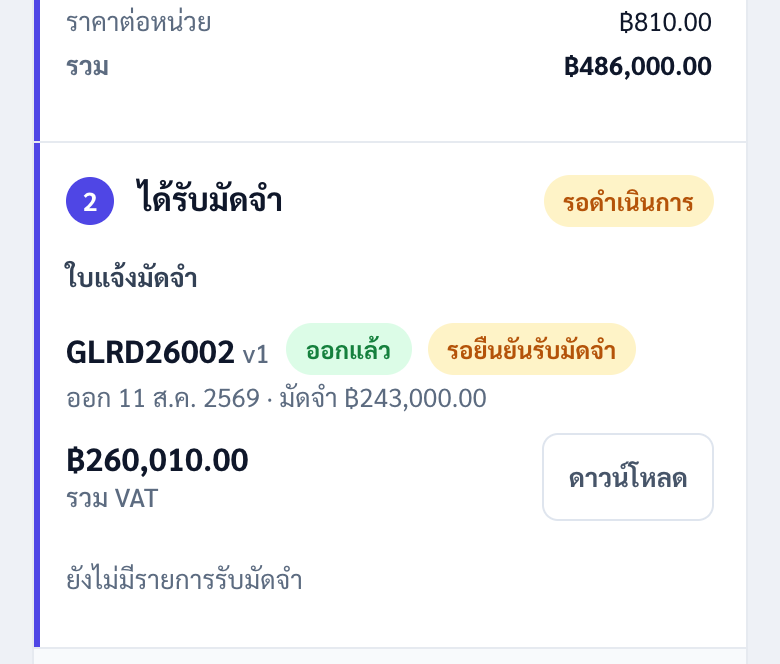 ราคาต่อหน่วย ฿810.00
รวม ฿486,000.00
2 ได้รับมัดจำ รอดำเนินการ
ใบแจ้งมัดจำ
GLRD26002 v1 ออกแล้ว รอยืนยันรับมัดจำ
ออก 11 ส.ค. 2569 · มัดจำ ฿243,000.00
฿260,010.00
รวม VAT
ดาวน์โหลด
ยังไม่มีรายการรับมัดจำ